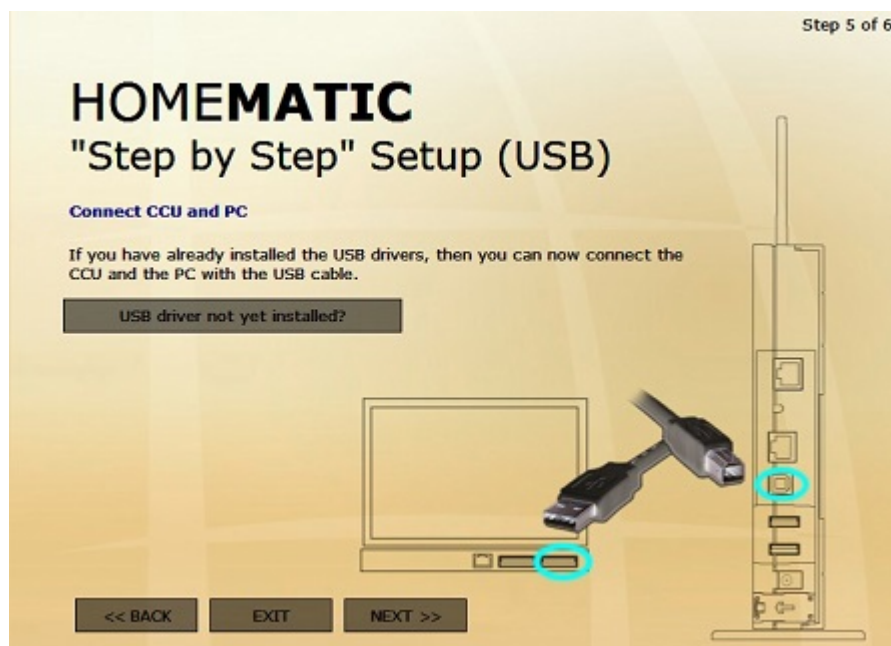 Step 5 of 6
HOMEMATIC
"Step by Step" Setup (USB)
Connect CCU and PC
If you have already installed the USB drivers, then you can now connect the
CCU and the PC with the USB cable.
USB driver not yet installed?
<< BACK
EXIT
NEXT >>